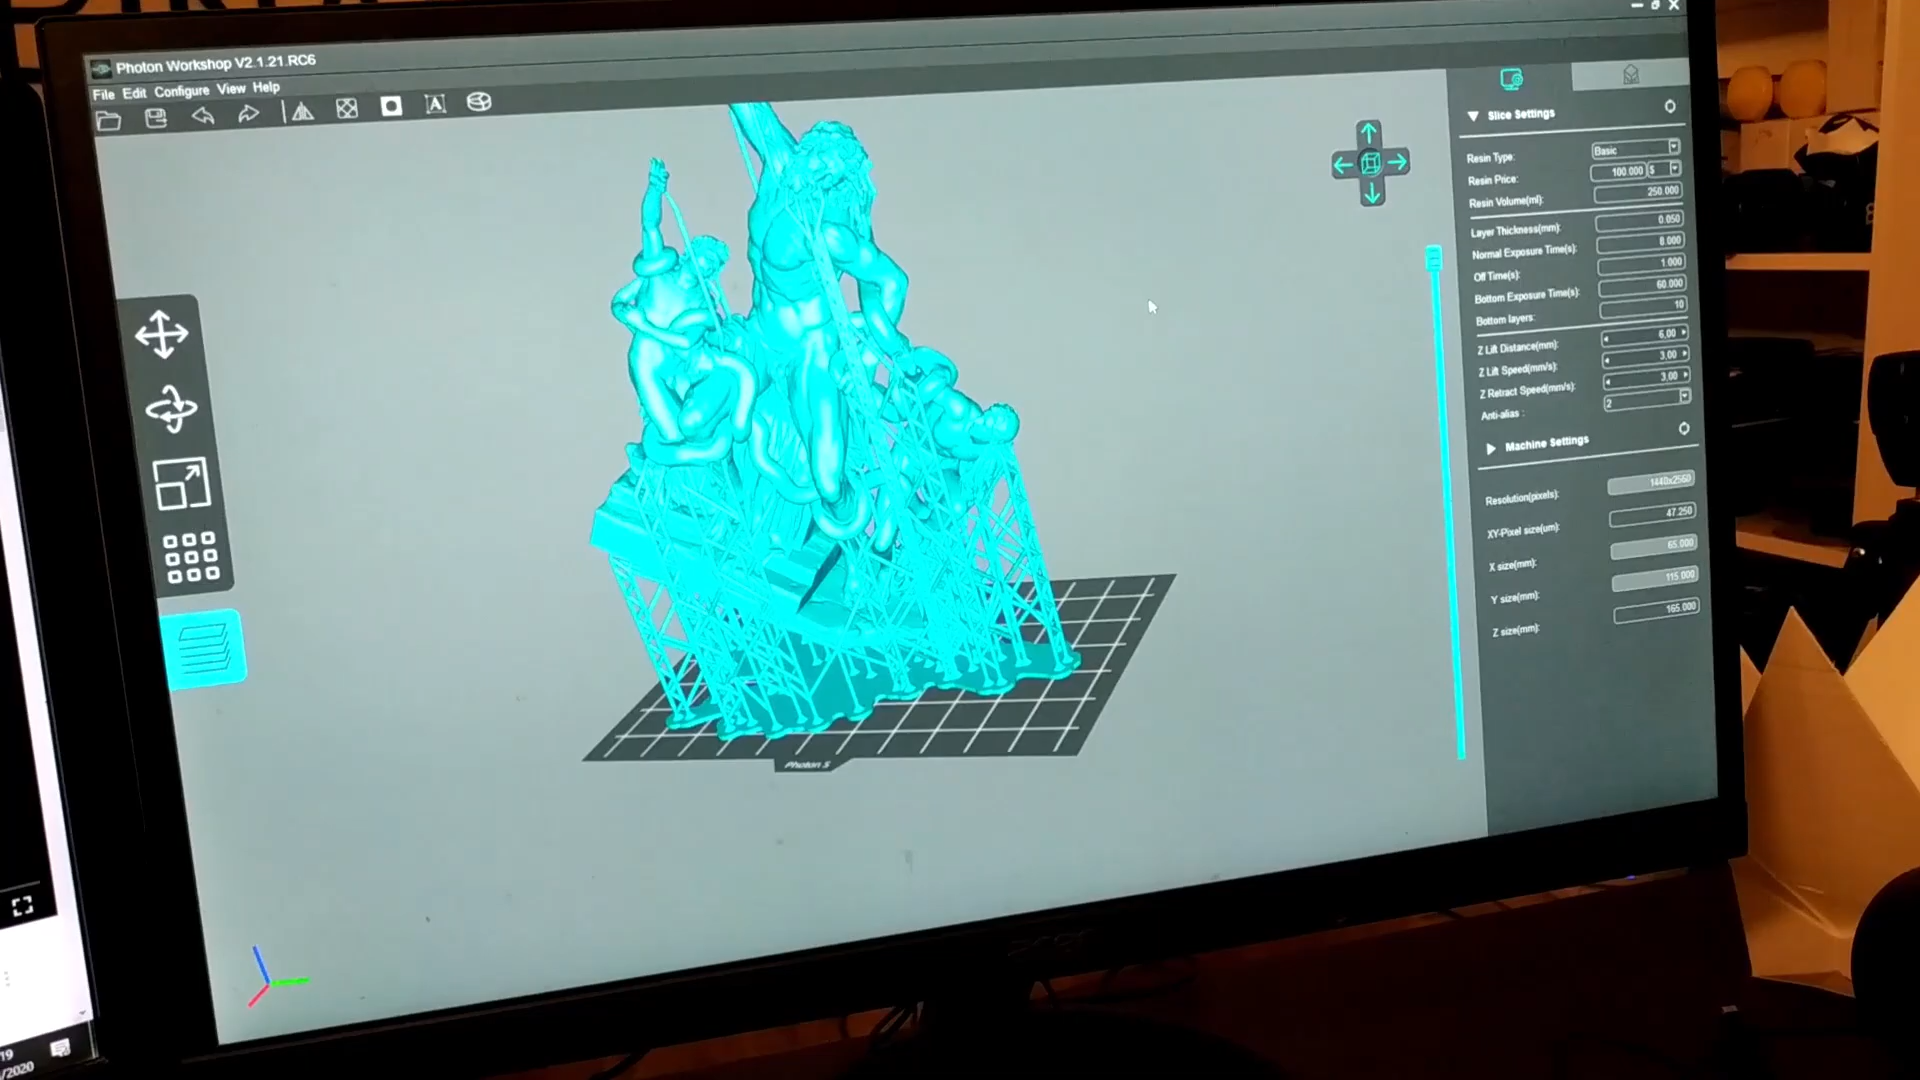 Photon Workshop V2.1.21.RC6
File Edit Configure View Help
Slice Settings
Resin Type: Basic
Resin Price: 100.000 $
Resin Volume(ml): 250.000
Layer Thickness(mm): 0.050
Normal Exposure Time(s): 8.000
Off Time(s): 1.000
Bottom Exposure Time(s): 60.000
Bottom layers: 10
Z Lift Distance(mm): 6.00
Z Lift Speed(mm/s): 3.00
Z Retract Speed(mm/s): 3.00
Anti-alias : 2
Machine Settings
Resolution(pixels): 1440x2560
XY-Pixel size(um): 47.250
X size(mm): 65.000
Y size(mm): 115.000
Z size(mm): 165.000
Photon S
acer
19
/2020